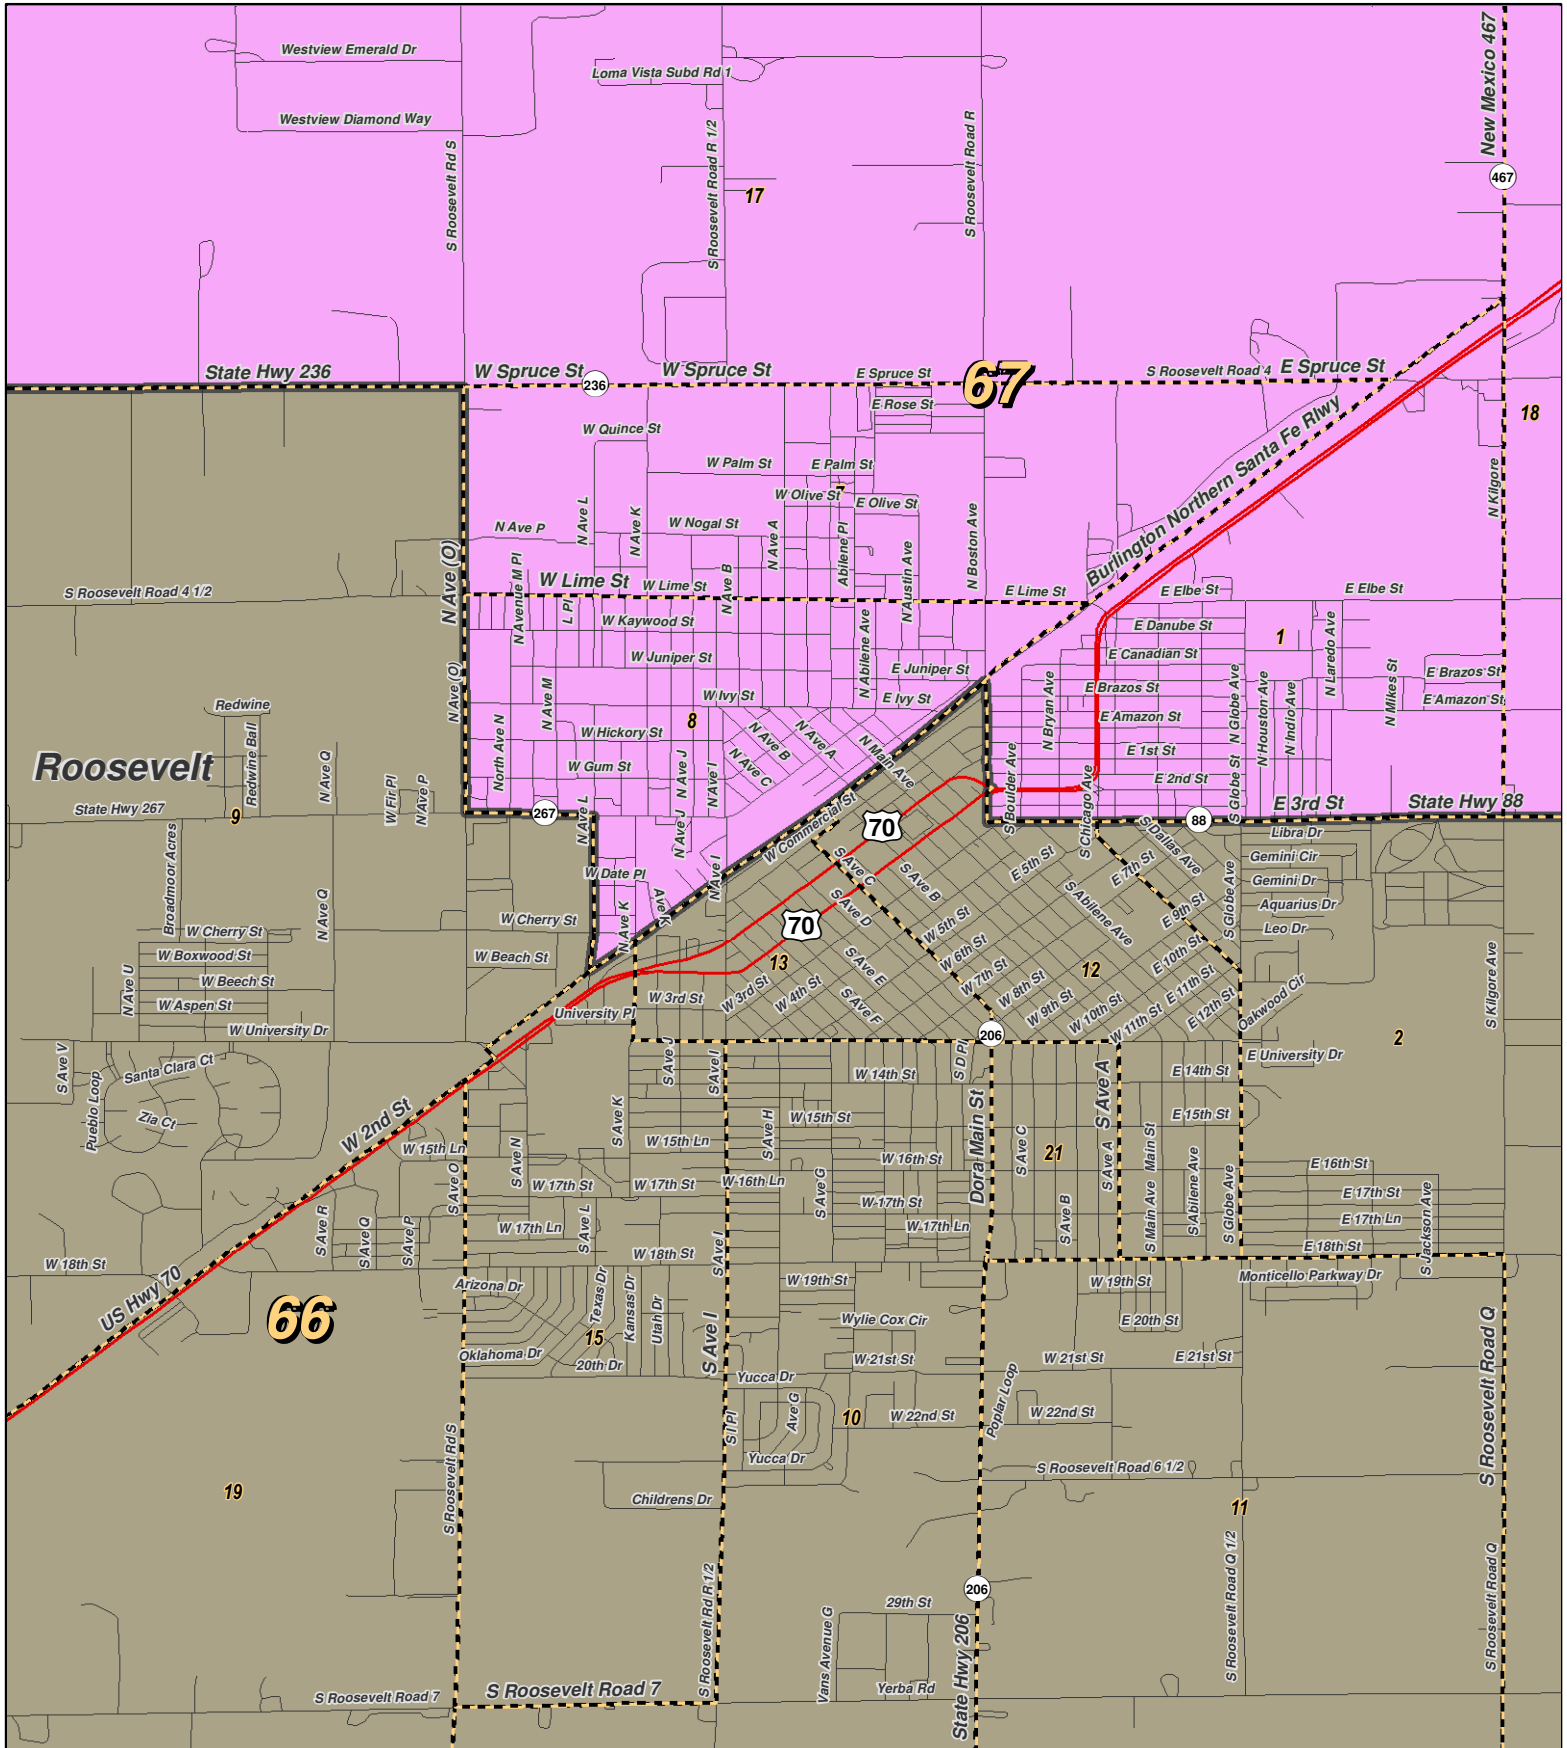 Westview Emerald Dr
Loma Vista Subd Rd 1
New Mexico 467
Westview Diamond Way
S Roosevelt Rd S
S Roosevelt Road R 1/2
S Roosevelt Road R
467
17
State Hwy 236
W Spruce St
236
W Spruce St
E Spruce St
67
S Roosevelt Road 4
E Spruce St
E Rose St
18
W Quince St
W Palm St
E Palm St
7
W Olive St
E Olive St
N Ave P
N Ave L
N Ave K
W Nogal St
N Ave A
Abilene Pl
N Austin Ave
N Boston Ave
Burlington Northern Santa Fe Rlwy
N Kilgore
S Roosevelt Road 4 1/2
N Ave (O)
N Avenue M Pl
W Lime St
W Lime St
N Ave B
E Lime St
E Elbe St
E Elbe St
L Pl
W Kaywood St
E Danube St
1
W Juniper St
N Abilene Ave
E Juniper St
E Canadian St
N Laredo Ave
E Brazos St
N Ave (O)
N Ave M
W Ivy St
E Ivy St
N Bryan Ave
E Brazos St
N Globe Ave
N Houston Ave
N Indio Ave
N Mikes St
E Amazon St
Redwine
Redwine Ball
8
E Amazon St
North Ave N
W Hickory St
N Ave B
N Ave A
N Main Ave
E 1st St
Roosevelt
N Ave Q
W Gum St
N Ave J
N Ave I
N Ave C
E 2nd St
W Fir Pl
N Ave P
S Boulder Ave
S Chicago Ave
S Globe St
E 3rd St
State Hwy 88
State Hwy 267
9
267
N Ave L
N Ave J
W Commercial St
70
88
Libra Dr
Broadmoor Acres
W Date Pl
N Ave I
S Ave C
S Ave B
E 5th St
E 7th St
S Dallas Ave
Gemini Cir
Gemini Dr
N Ave Q
W Cherry St
N Ave K
Ave K
70
S Ave D
W 5th St
S Abilene Ave
E 9th St
S Globe Ave
Aquarius Dr
Leo Dr
W Cherry St
W Boxwood St
W Beach St
13
S Ave E
W 6th St
12
E 10th St
N Ave U
W Beech St
W 3rd St
W 3rd St
W 4th St
S Ave F
W 7th St
W 8th St
W 9th St
W 10th St
W 11th St
E 11th St
E 12th St
Oakwood Cir
S Kilgore Ave
W Aspen St
University Pl
W University Dr
206
2
S Ave V
Santa Clara Ct
Pueblo Loop
Zia Ct
S Ave J
S Ave I
W 14th St
S D Pl
S Ave A
E 14th St
E University Dr
W 2nd St
S Ave K
S Ave H
W 15th St
Dora Main St
E 15th St
W 15th Ln
S Ave N
W 15th Ln
W 16th St
S Ave C
21
S Ave A
Main St
S Abilene Ave
E 16th St
S Ave O
W 17th St
W 17th St
W 16th Ln
S Ave G
W 17th St
S Ave B
S Main Ave
S Globe Ave
E 17th St
S Jackson Ave
S Ave R
S Ave Q
S Ave P
W 17th Ln
S Ave L
W 17th Ln
E 17th Ln
W 18th St
W 18th St
S Ave I
E 18th St
US Hwy 70
Arizona Dr
Texas Dr
Kansas Dr
Utah Dr
W 19th St
W 19th St
Monticello Parkway Dr
66
15
Wylie Cox Cir
E 20th St
Oklahoma Dr
20th Dr
S Ave I
W 21st St
W 21st St
E 21st St
S Roosevelt Road Q
Yucca Dr
Ave G
10
W 22nd St
Poplar Loop
W 22nd St
S I Pl
Yucca Dr
S Roosevelt Rd S
S Roosevelt Road 6 1/2
19
Childrens Dr
11
S Roosevelt Rd R 1/2
206
S Roosevelt Road Q 1/2
S Roosevelt Road Q
Vans Avenue G
29th St
State Hwy 206
S Roosevelt Road 7
S Roosevelt Road 7
Yerba Rd